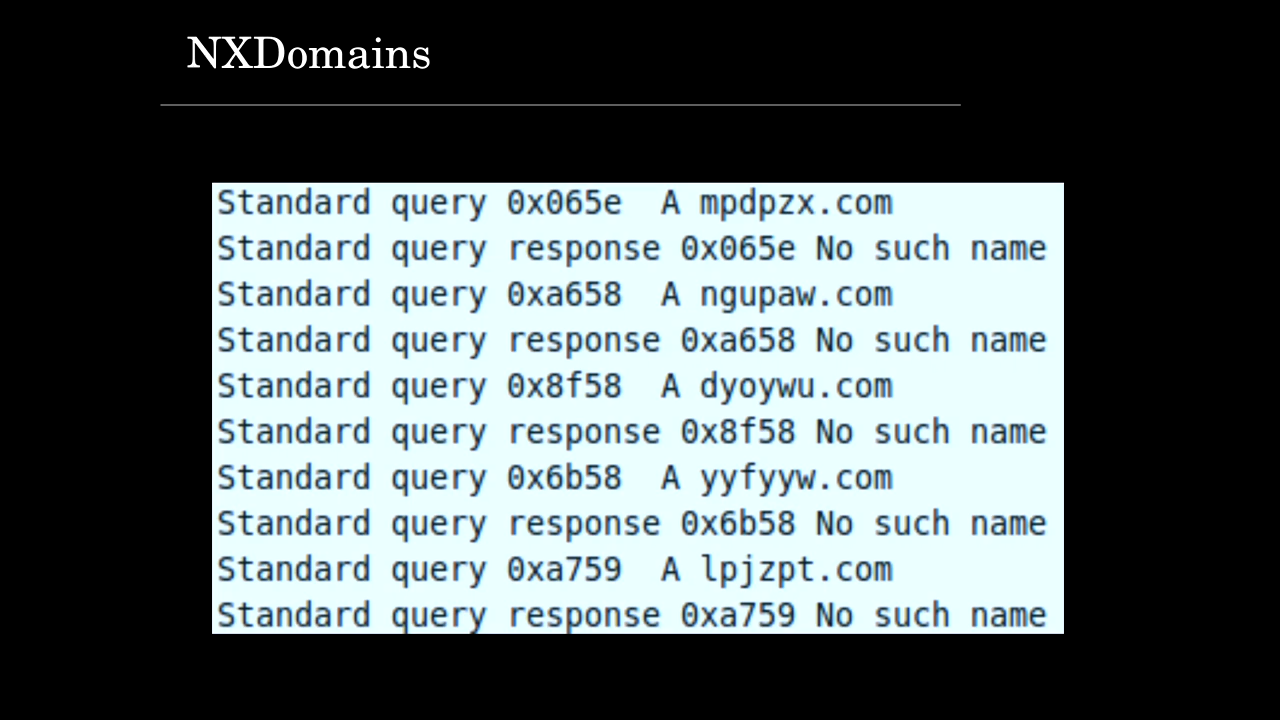 NXDomains
Standard query 0x065e  A mpdpzx.com
Standard query response 0x065e No such name
Standard query 0xa658  A ngupaw.com
Standard query response 0xa658 No such name
Standard query 0x8f58  A dyoywu.com
Standard query response 0x8f58 No such name
Standard query 0x6b58  A yyfyyw.com
Standard query response 0x6b58 No such name
Standard query 0xa759  A lpjzpt.com
Standard query response 0xa759 No such name